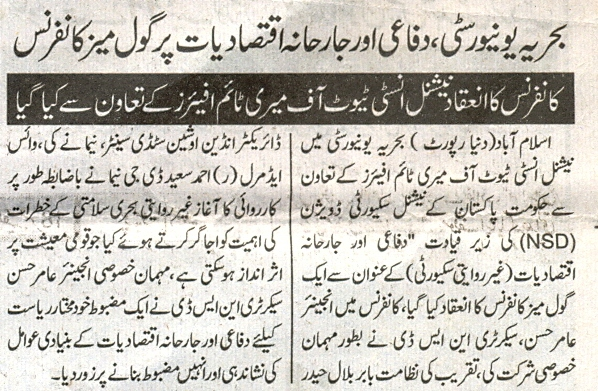 بحریہ یونیورسٹی، دفاعی اور جارحانہ اقتصادیات پر گول میز کانفرنس
کانفرنس کا انعقاد نیشنل انسٹی ٹیوٹ آف میری ٹائم افیئرز کے تعاون سے کیا گیا
اسلام آباد (دنیا رپورٹ) بحریہ یونیورسٹی میں
نیشنل انسٹی ٹیوٹ آف میری ٹائم افیئرز کے تعاون
سے حکومت پاکستان کے نیشنل سکیورٹی ڈویژن
(NSD) کی زیر قیادت "دفاعی اور جارحانہ
اقتصادیات (غیر روایتی سکیورٹی) کے عنوان سے ایک
گول میز کانفرنس کا انعقاد کیا گیا، کانفرنس میں انجینئر
عامر حسن، سیکرٹری این ایس ڈی نے بطور مہمان
خصوصی شرکت کی، تقریب کی نظامت بابر بلال حیدر
ڈائریکٹر انڈین اوشین سٹڈی سینٹر، نیما نے کی، وائس
ایڈمرل (ر) احمد سعید ڈی جی نیما نے باضابطہ طور پر
کارروائی کا آغاز غیر روایتی بحری سلامتی کے خطرات
کی اہمیت کو اجاگر کرتے ہوئے کیا جو قومی معیشت پر
اثر انداز ہو سکتی ہے، مہمان خصوصی انجینئر عامر حسن
سیکرٹری این ایس ڈی نے ایک مضبوط خود مختار ریاست
کیلئے دفاعی اور جارحانہ اقتصادیات کے بنیادی عوامل
کی نشاندہی اور انہیں مضبوط بنانے پر زور دیا۔